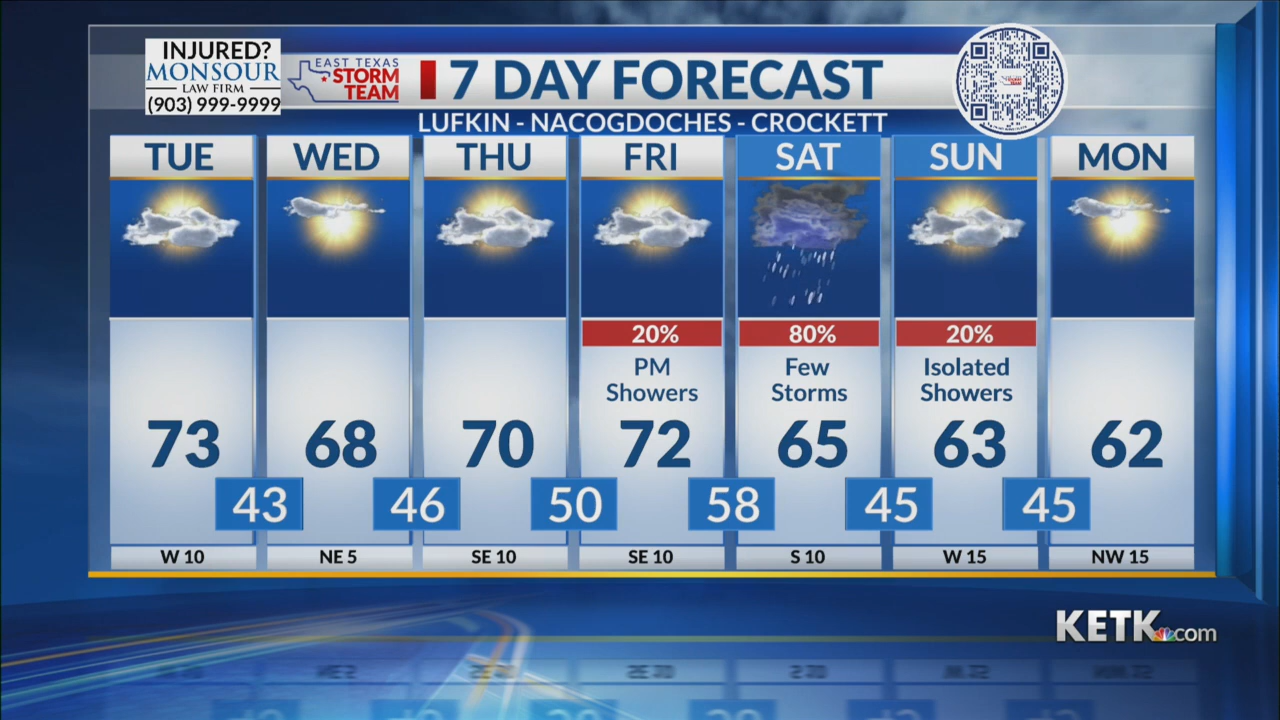 INJURED?
MONSOUR
LAW FIRM
(903) 999-9999
EAST TEXAS
STORM
TEAM
7 DAY FORECAST
LUFKIN - NACOGDOCHES - CROCKETT
TUE WED THU FRI SAT SUN MON
20% 80% 20%
PM Few Isolated
Showers Storms Showers
73 68 70 72 65 63 62
43 46 50 58 45 45
W 10 NE 5 SE 10 SE 10 S 10 W 15 NW 15
KETK.com